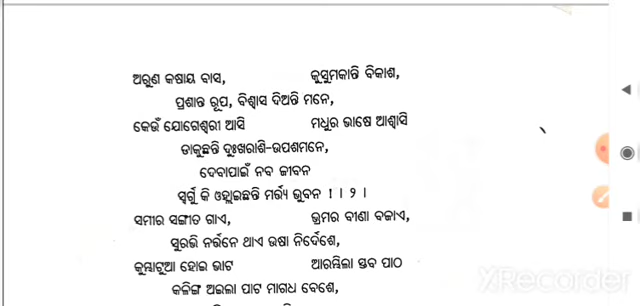 ଅରୁଣ କଷାୟ ବାସ, କୁସୁମକାନ୍ତି ବିକାଶ,
ପ୍ରଶାନ୍ତ ରୂପ, ବିଶ୍ୱାସ ଦିଅନ୍ତି ମନେ,
କେଉଁ ଯୋଗେଶ୍ୱରୀ ଆସି ମଧୁର ଭାଷେ ଆଶ୍ୱାସି
ଡାକୁଛନ୍ତି ଦୁଃଖରାଶି-ଉପଶମନେ,
ଦେବାପାଇଁ ନବ ଜୀବନ
ସ୍ୱର୍ଗୁ କି ଓହ୍ଲାଇଛନ୍ତି ମର୍ତ୍ତ୍ୟ ଭୁବନ ! । ୨ ।
ସମୀର ସଙ୍ଗୀତ ଗାଏ, ଭ୍ରମର ବୀଣା ବଜାଏ,
ସୁରଭି ନର୍ତ୍ତନେ ଥାଏ ଉଷା ନିର୍ଦେଶେ,
କୁମ୍ଭାଟୁଆ ହୋଇ ଭାଟ ଆରମ୍ଭିଲା ସ୍ତବ ପାଠ
କଳିଙ୍ଗ ଅଇଲା ପାଟ ମାଗଧ ବେଶେ,
XRecorder